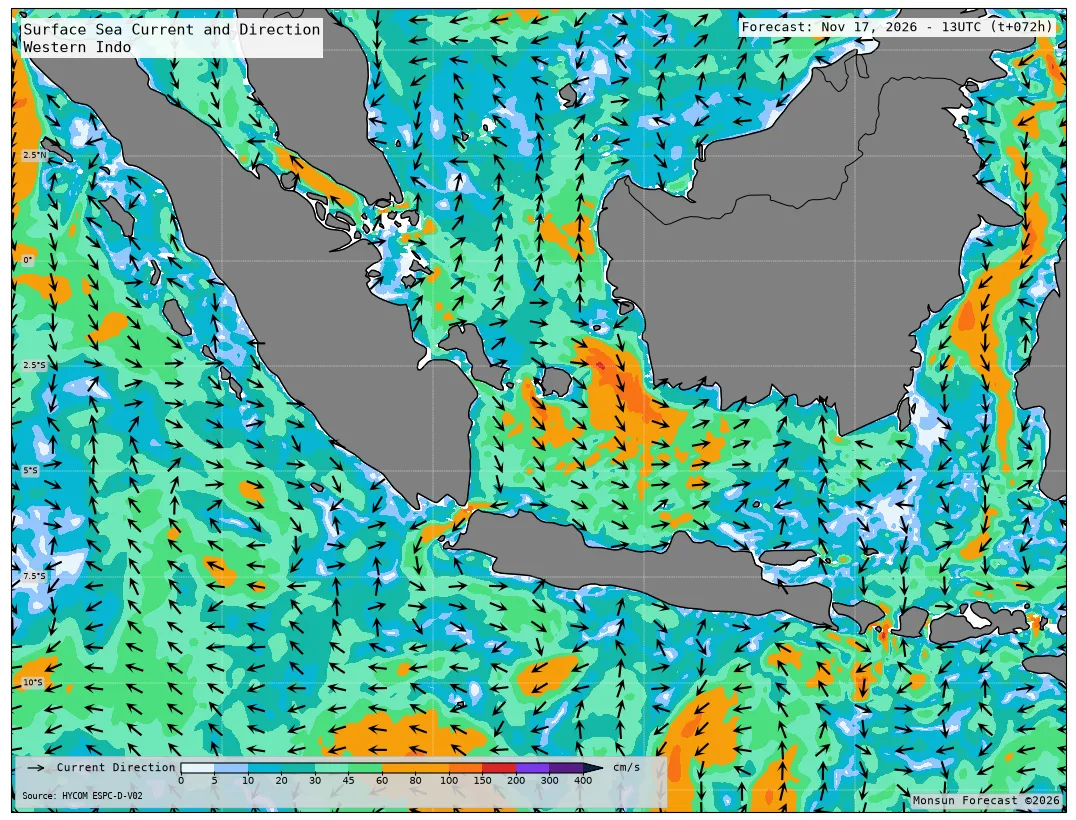 Surface Sea Current and Direction
Western Indo
Forecast: Nov 17, 2026 - 13UTC (t+072h)
2.5°N
0°
2.5°S
5°S
7.5°S
10°S
Current Direction
0 5 10 20 30 45 60 80 100 150 200 300 400 cm/s
Source: HYCOM ESPC-D-V02
Monsun Forecast ©2026